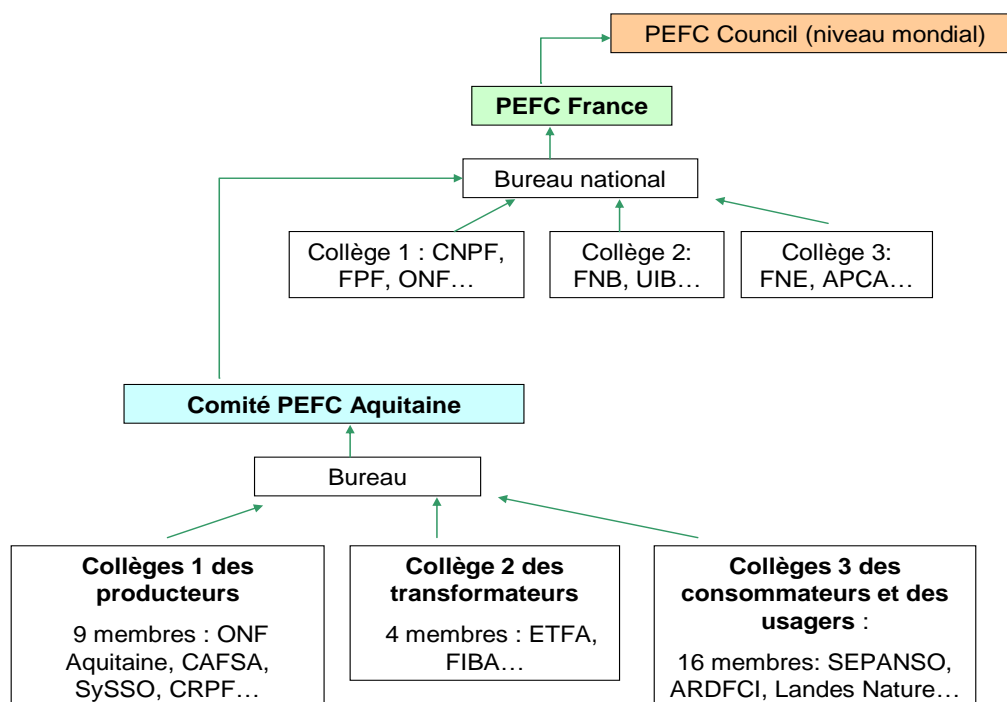 PEFC Council (niveau mondial)
PEFC France
Bureau national
Collège 1 : CNPF,
FPF, ONF…
Collège 2:
FNB, UIB…
Collège 3:
FNE, APCA…
Comité PEFC Aquitaine
Bureau
Collèges 1 des
producteurs
9 membres : ONF
Aquitaine, CAFSA,
SySSO, CRPF…
Collège 2 des
transformateurs
4 membres : ETFA,
FIBA…
Collèges 3 des
consommateurs et des
usagers :
16 membres: SEPANSO,
ARDFCI, Landes Nature…